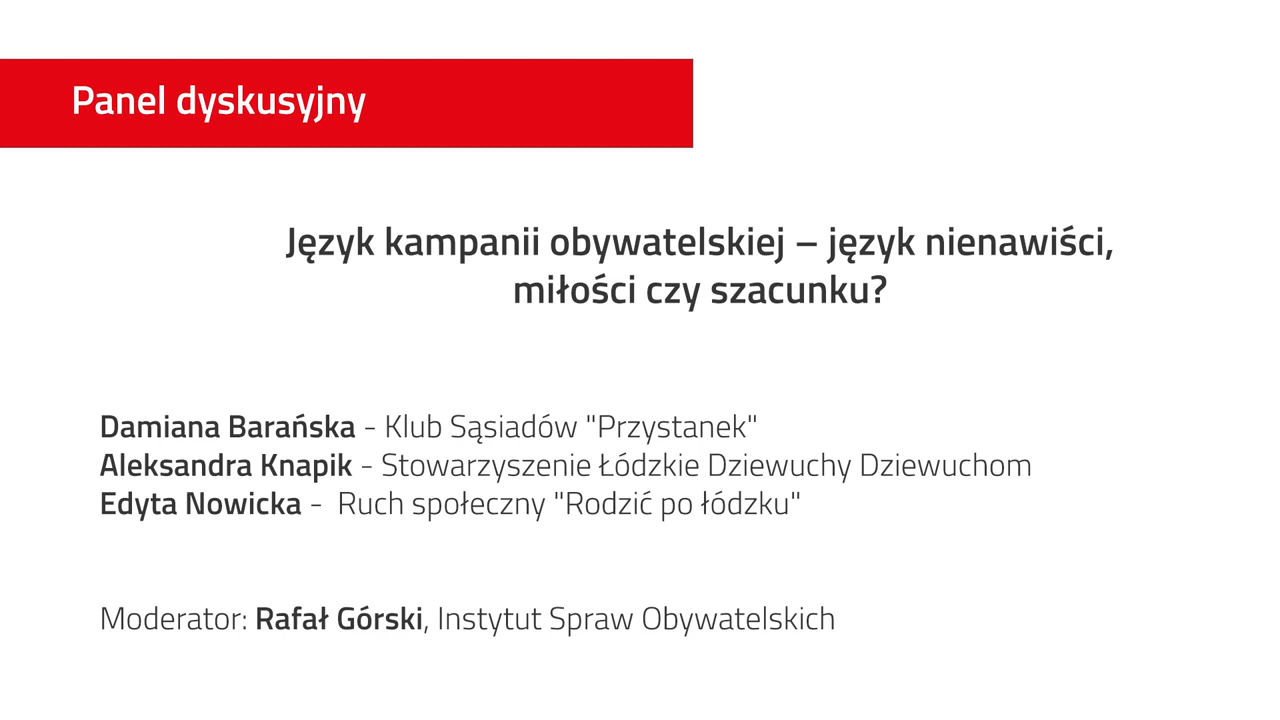 Panel dyskusyjny
Język kampanii obywatelskiej – język nienawiści,
miłości czy szacunku?
Damiana Barańska - Klub Sąsiadów "Przystanek"
Aleksandra Knapik - Stowarzyszenie Łódzkie Dziewuchy Dziewuchom
Edyta Nowicka - Ruch społeczny "Rodzić po łódzku"
Moderator: Rafał Górski, Instytut Spraw Obywatelskich